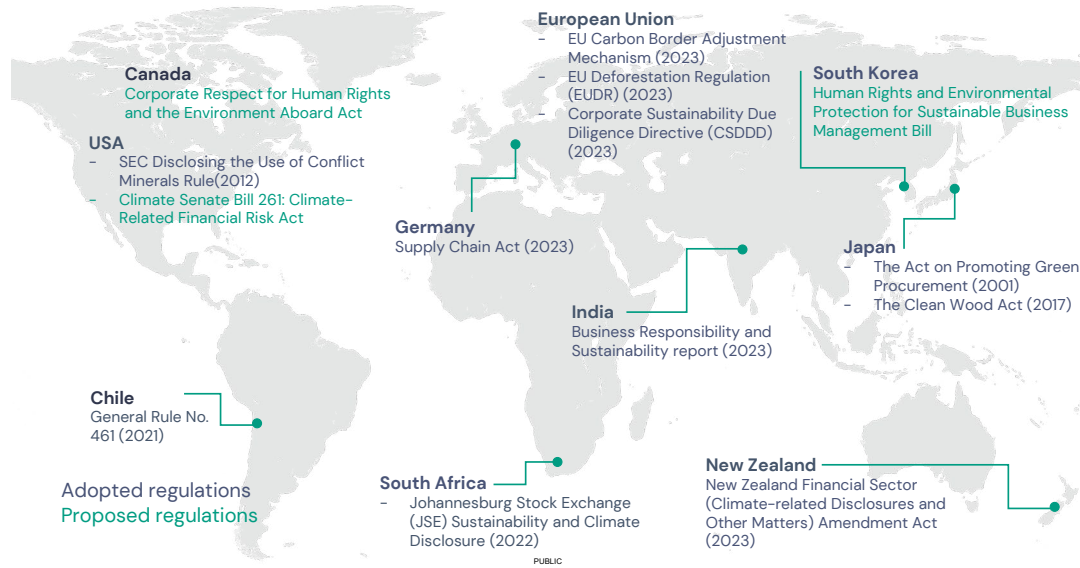 European Union
- EU Carbon Border Adjustment
Mechanism (2023)
- EU Deforestation Regulation
(EUDR) (2023)
- Corporate Sustainability Due
Diligence Directive (CSDDD)
(2023)
Canada
Corporate Respect for Human Rights
and the Environment Aboard Act
South Korea
Human Rights and Environmental
Protection for Sustainable Business
Management Bill
USA
- SEC Disclosing the Use of Conflict
Minerals Rule(2012)
- Climate Senate Bill 261: Climate-
Related Financial Risk Act
Germany
Supply Chain Act (2023)
Japan
- The Act on Promoting Green
Procurement (2001)
- The Clean Wood Act (2017)
India
Business Responsibility and
Sustainability report (2023)
Chile
General Rule No.
461 (2021)
New Zealand
New Zealand Financial Sector
(Climate-related Disclosures and
Other Matters) Amendment Act
(2023)
South Africa
- Johannesburg Stock Exchange
(JSE) Sustainability and Climate
Disclosure (2022)
Adopted regulations
Proposed regulations
PUBLIC